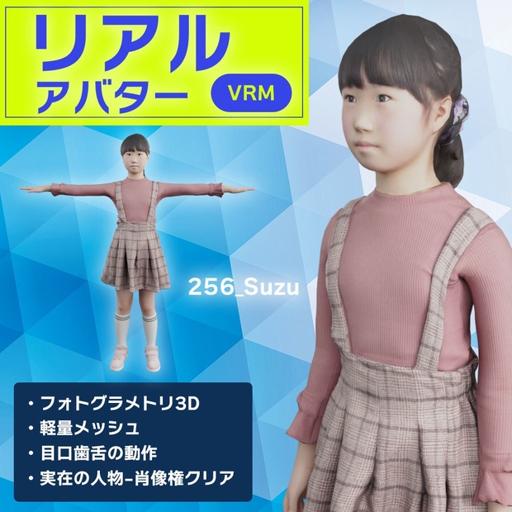 リアル
アバター
VRM
256_Suzu
・フォトグラメトリ3D
・軽量メッシュ
・目口歯舌の動作
・実在の人物-肖像権クリア